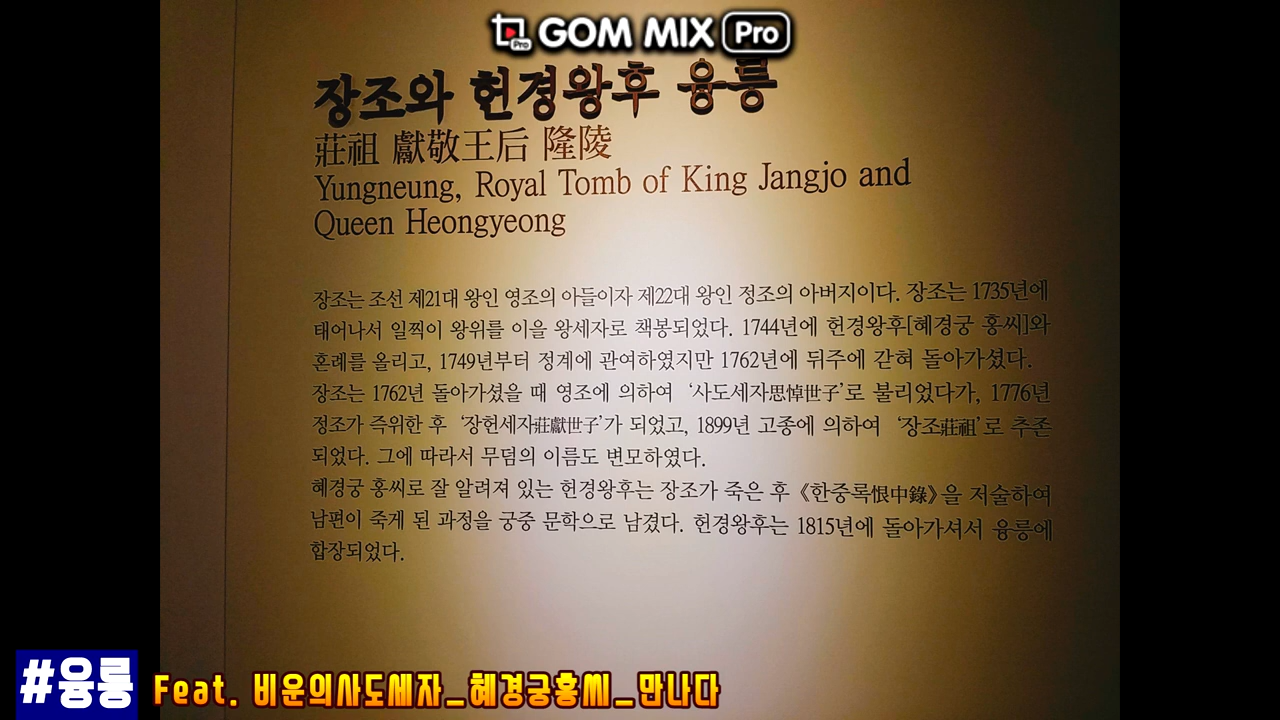 GOM MIX Pro
장조와 헌경왕후 융릉
莊祖 獻敬王后 隆陵
Yungneung, Royal Tomb of King Jangjo and
Queen Heongyeong
장조는 조선 제21대 왕인 영조의 아들이자 제22대 왕인 정조의 아버지이다. 장조는 1735년에
태어나서 일찍이 왕위를 이을 왕세자로 책봉되었다. 1744년에 헌경왕후[혜경궁 홍씨]와
혼례를 올리고, 1749년부터 정계에 관여하였지만 1762년에 뒤주에 갇혀 돌아가셨다.
장조는 1762년 돌아가셨을 때 영조에 의하여 ‘사도세자思悼世子’로 불리었다가, 1776년
정조가 즉위한 후 ‘장헌세자莊獻世子’가 되었고, 1899년 고종에 의하여 ‘장조莊祖’로 추존
되었다. 그에 따라서 무덤의 이름도 변모하였다.
혜경궁 홍씨로 잘 알려져 있는 헌경왕후는 장조가 죽은 후 《한중록恨中錄》을 저술하여
남편이 죽게 된 과정을 궁중 문학으로 남겼다. 헌경왕후는 1815년에 돌아가셔서 융릉에
합장되었다.
#융릉 Feat. 비운의사도세자_혜경궁홍씨_만나다